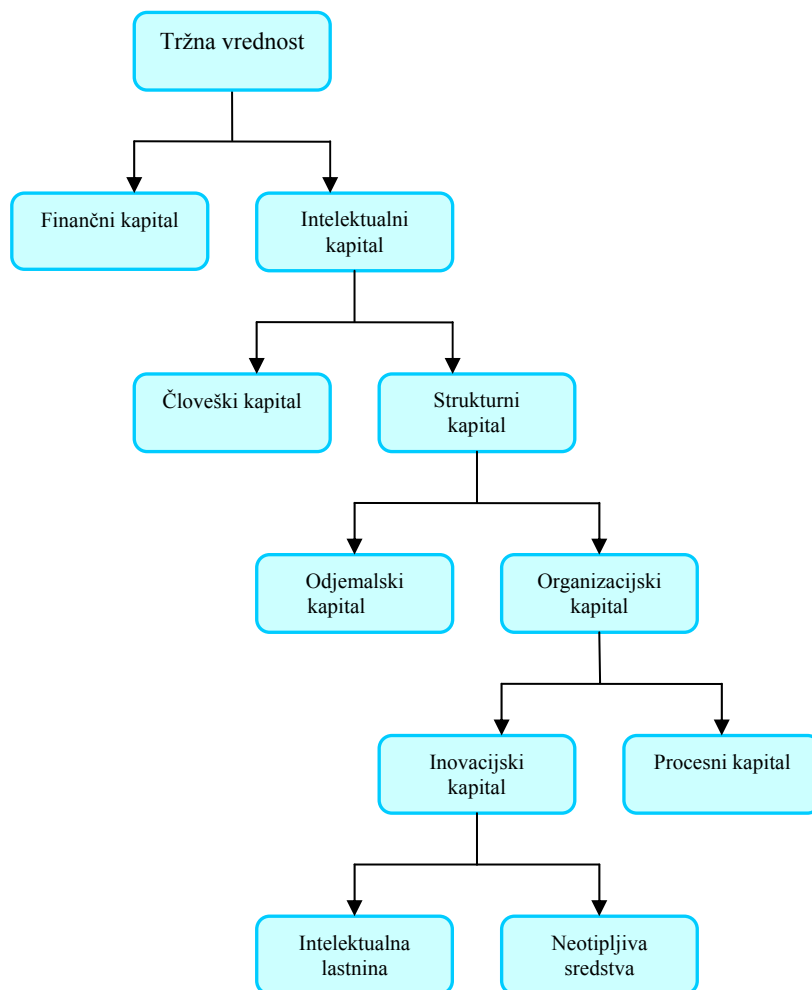 Tržna vrednost
Finančni kapital
Intelektualni
kapital
Človeški kapital
Strukturni
kapital
Odjemalski
kapital
Organizacijski
kapital
Inovacijski
kapital
Procesni kapital
Intelektualna
lastnina
Neotipljiva
sredstva